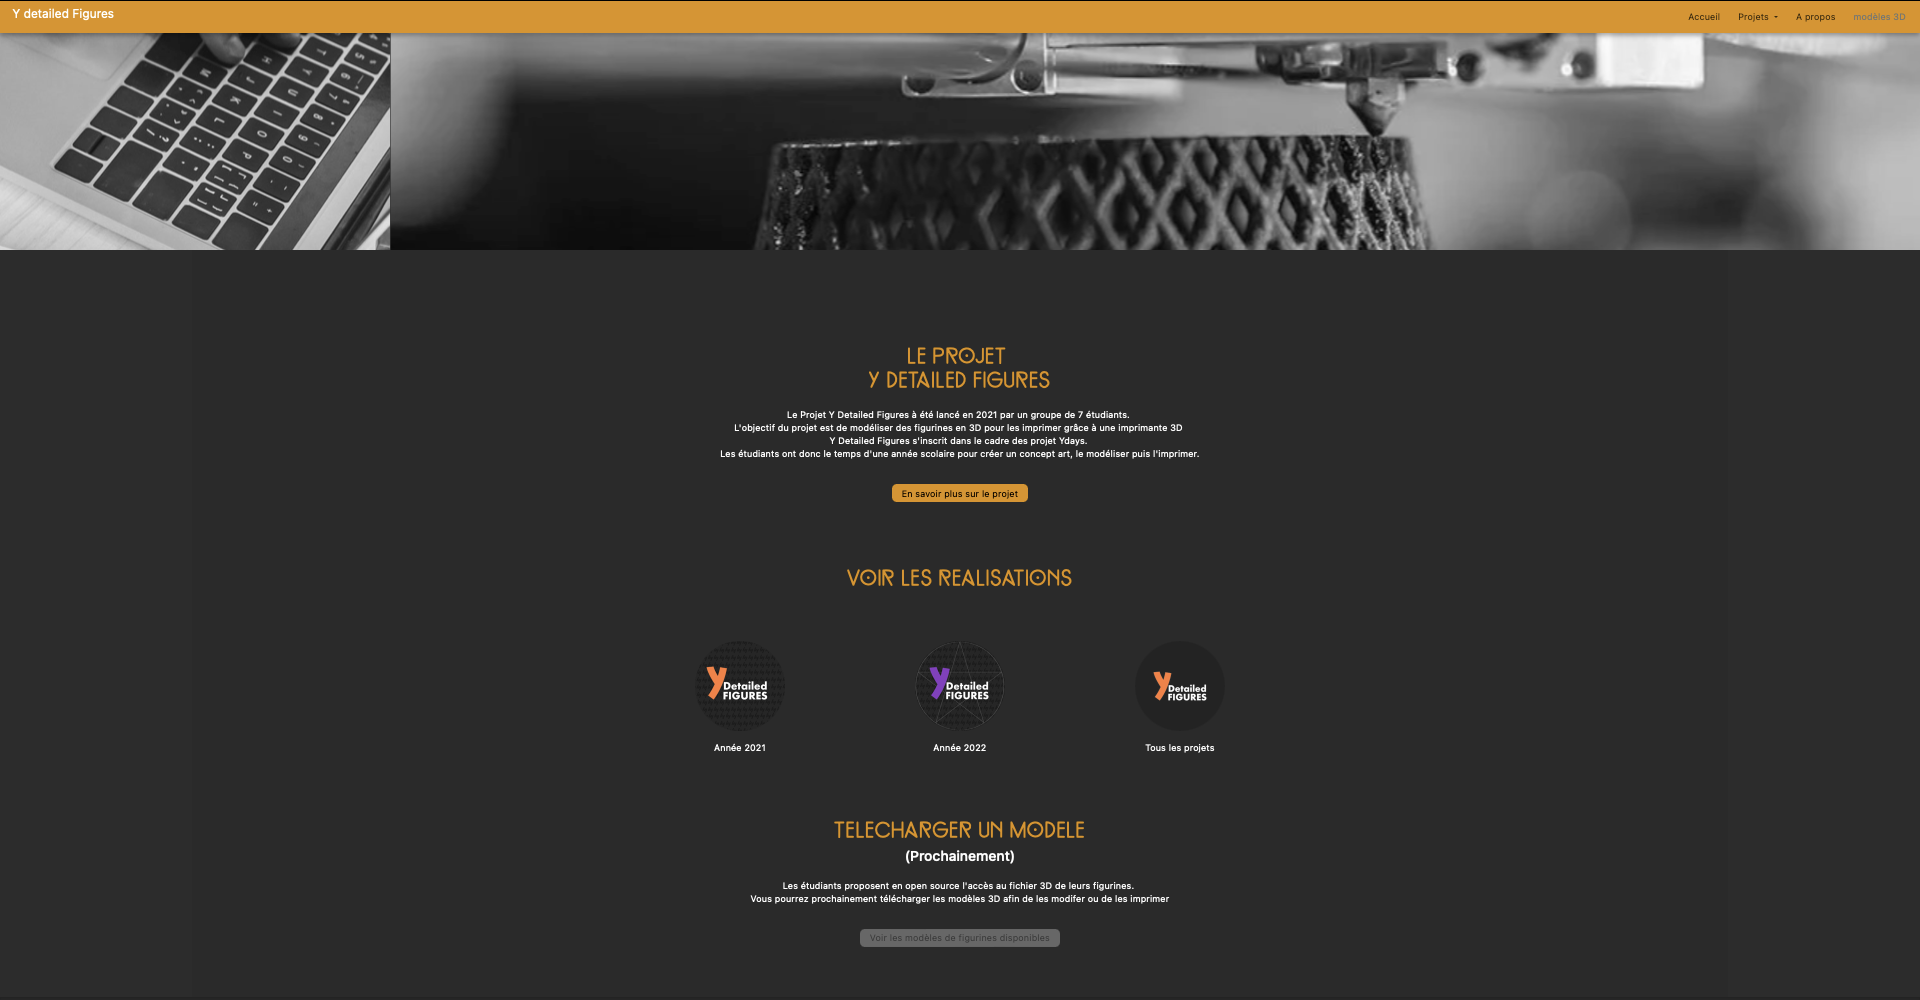 Y detailed Figures
Accueil
Projets
A propos
modèles 3D
LE PROJET
Y DETAILED FIGURES
Le Projet Y Detailed Figures à été lancé en 2021 par un groupe de 7 étudiants.
L'objectif du projet est de modéliser des figurines en 3D pour les imprimer grâce à une imprimante 3D
Y Detailed Figures s'inscrit dans le cadre des projet Ydays.
Les étudiants ont donc le temps d'une année scolaire pour créer un concept art, le modéliser puis l'imprimer.
En savoir plus sur le projet
VOIR LES REALISATIONS
Y Detailed
FIGURES
Y Detailed
FIGURES
Y Detailed
FIGURES
Année 2021
Année 2022
Tous les projets
TELECHARGER UN MODELE
(Prochainement)
Les étudiants proposent en open source l'accès au fichier 3D de leurs figurines.
Vous pourrez prochainement télécharger les modèles 3D afin de les modifer ou de les imprimer
Voir les modèles de figurines disponibles